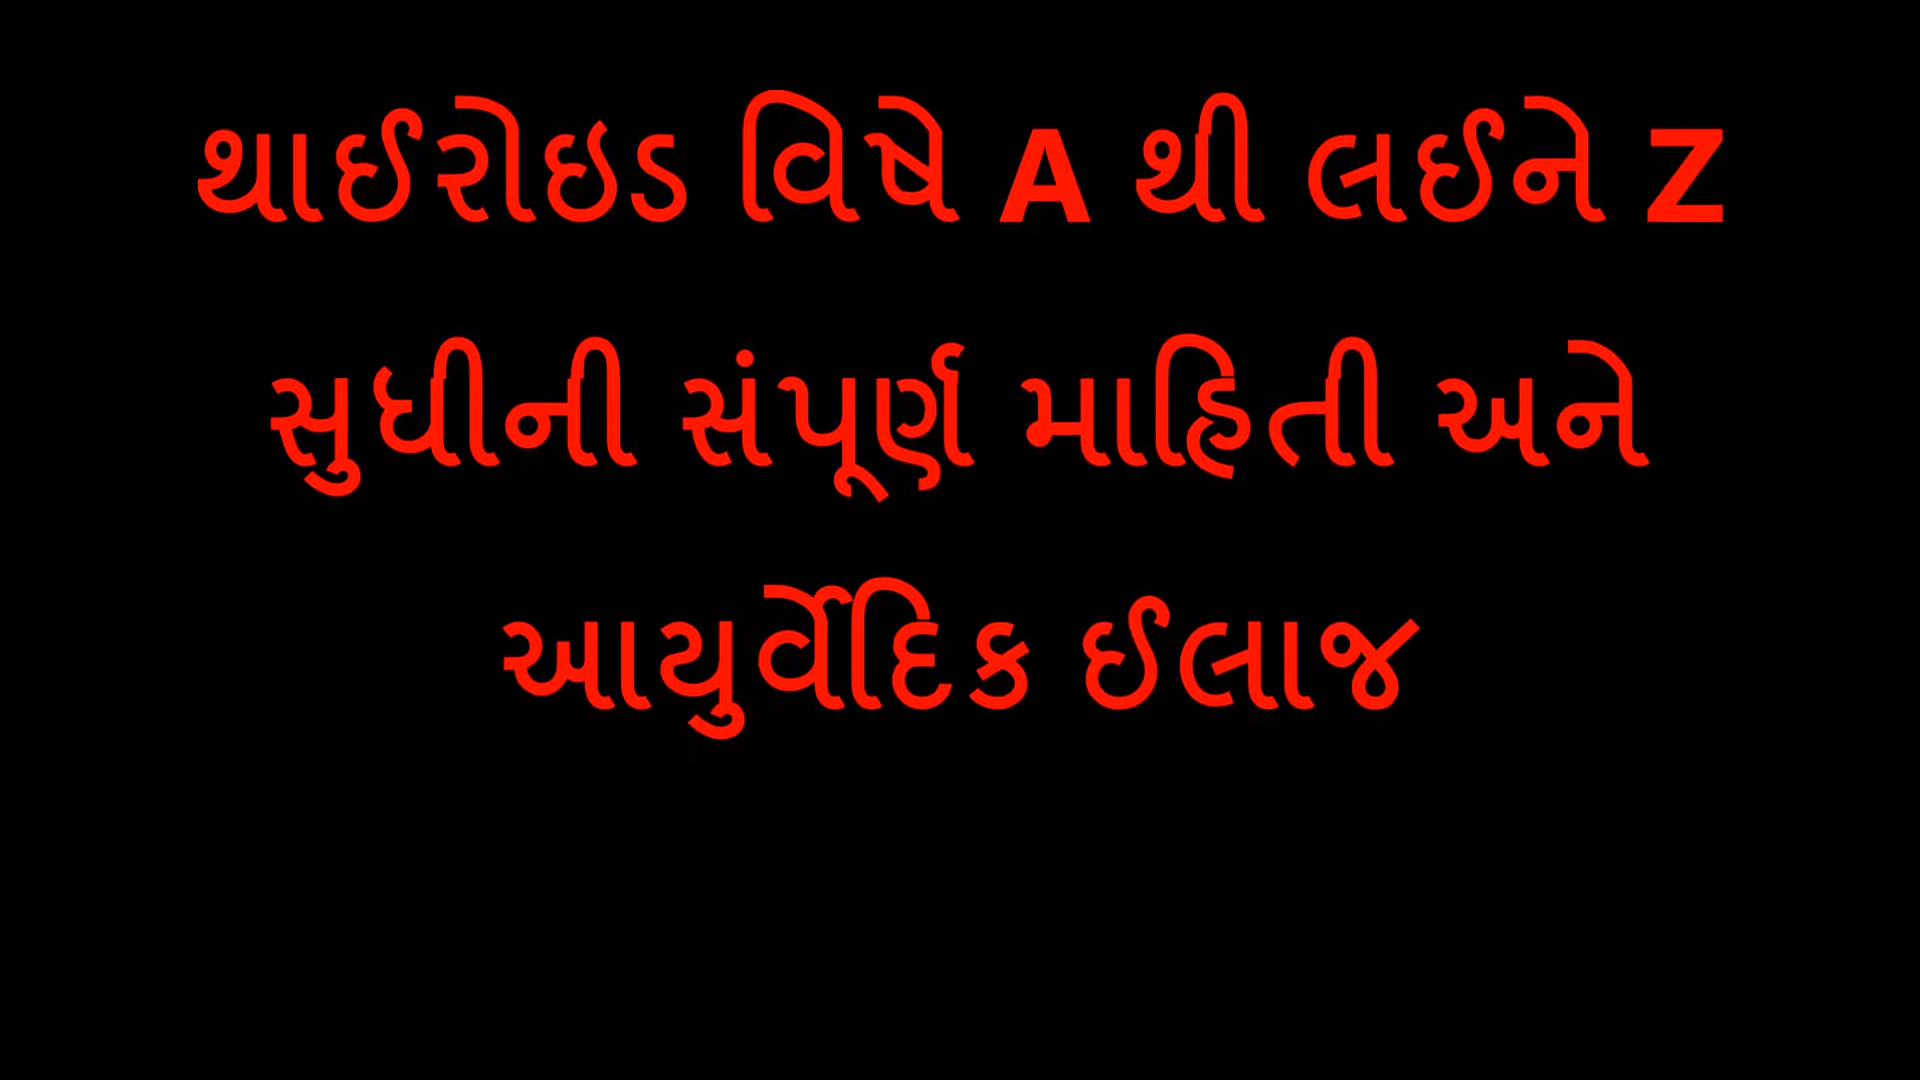 થાઈરોઇડ વિષે A થી લઈને Z
સુધીની સંપૂર્ણ માહિતી અને
આયુર્વેદિક ઈલાજ